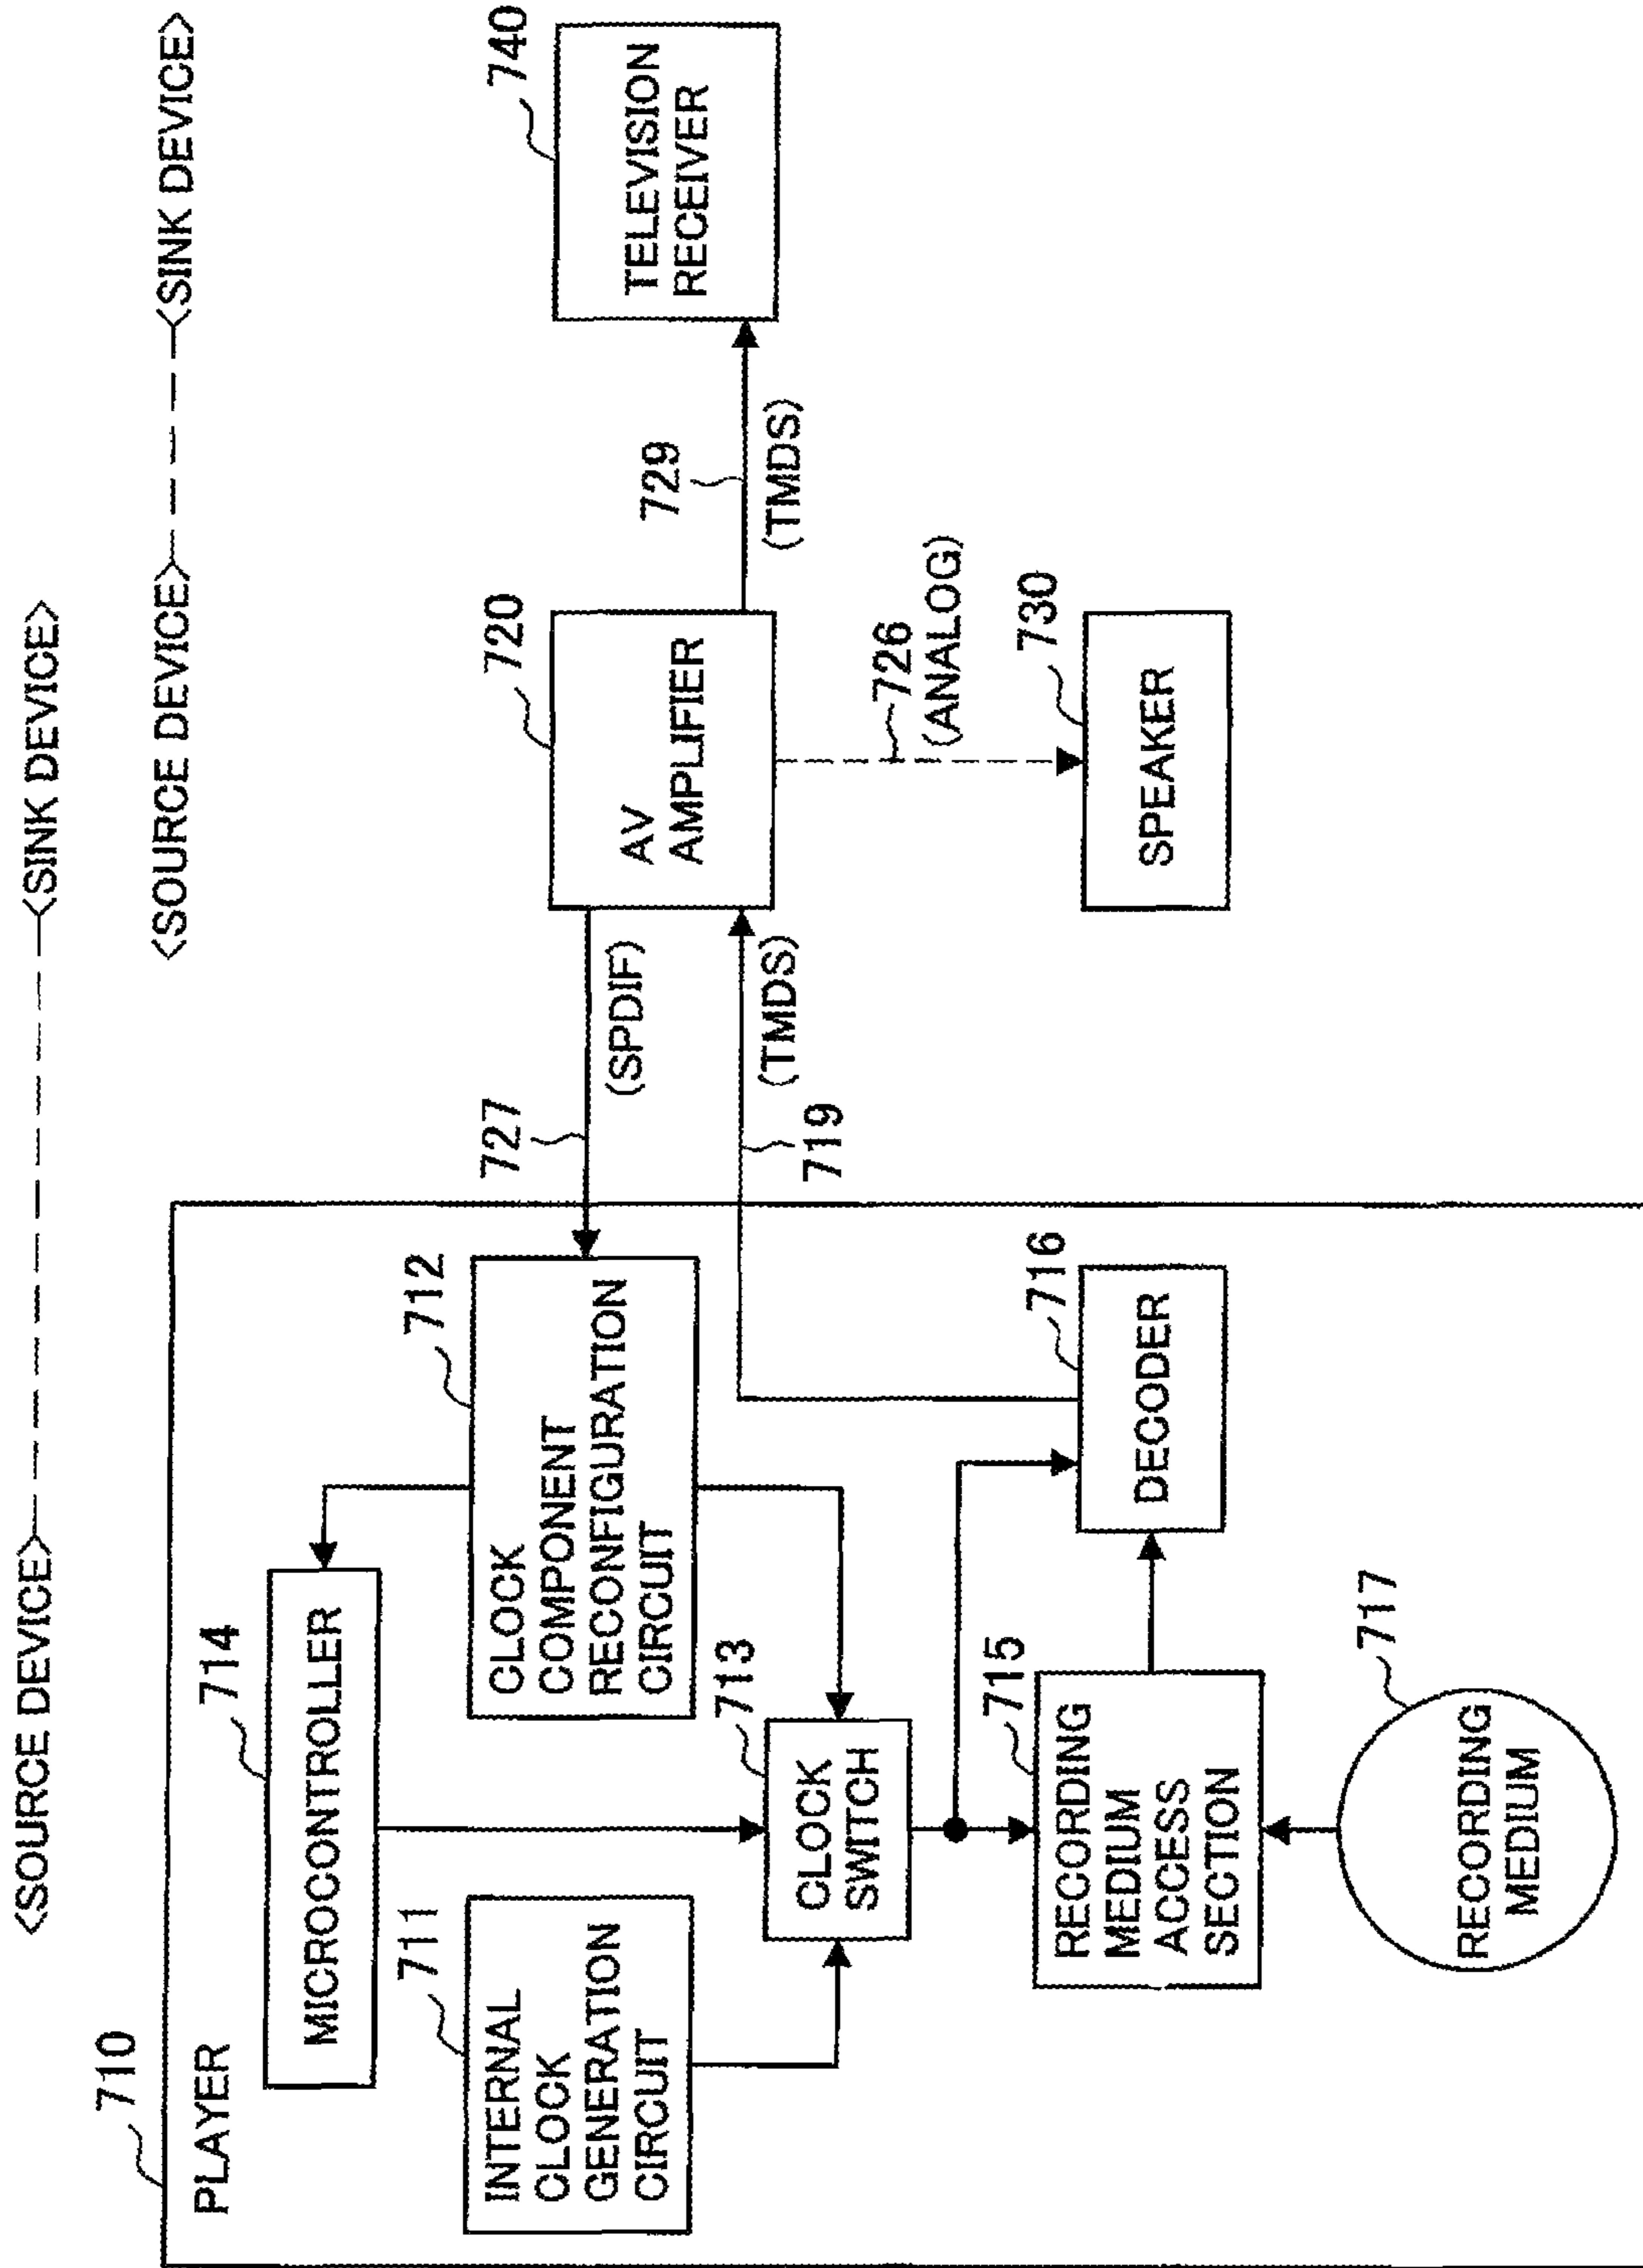 <SOURCE DEVICE>
<SINK DEVICE>
<SOURCE DEVICE>
<SINK DEVICE>
710
PLAYER
714
MICROCONTROLLER
711
INTERNAL
CLOCK
GENERATION
CIRCUIT
712
CLOCK
COMPONENT
RECONFIGURATION
CIRCUIT
713
CLOCK
SWITCH
715
RECORDING
MEDIUM
ACCESS
SECTION
716
DECODER
717
RECORDING
MEDIUM
727
(SPDIF)
719
(TMDS)
720
AV
AMPLIFIER
726
(ANALOG)
730
SPEAKER
729
(TMDS)
740
TELEVISION
RECEIVER